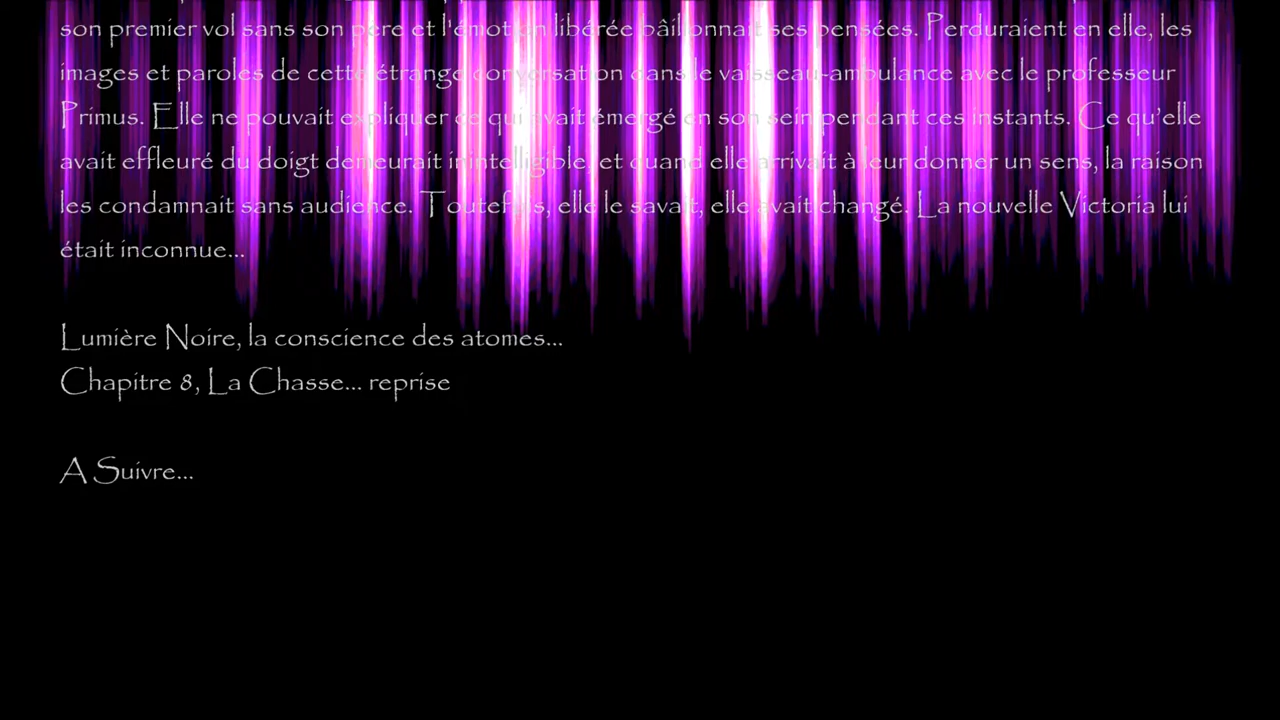 son premier vol sans son père et l'émotion libérée bâillonnait ses pensées. Perduraient en elle, les
images et paroles de cette étrange conversation dans le vaisseau-ambulance avec le professeur
Primus. Elle ne pouvait expliquer ce qui avait émergé en son sein pendant ces instants. Ce qu'elle
avait effleuré du doigt demeurait inintelligible, et quand elle arrivait à leur donner un sens, la raison
les condamnait sans audience. Toutefois, elle le savait, elle avait changé. La nouvelle Victoria lui
était inconnue...
Lumière Noire, la conscience des atomes...
Chapitre 8, La Chasse... reprise
A Suivre...